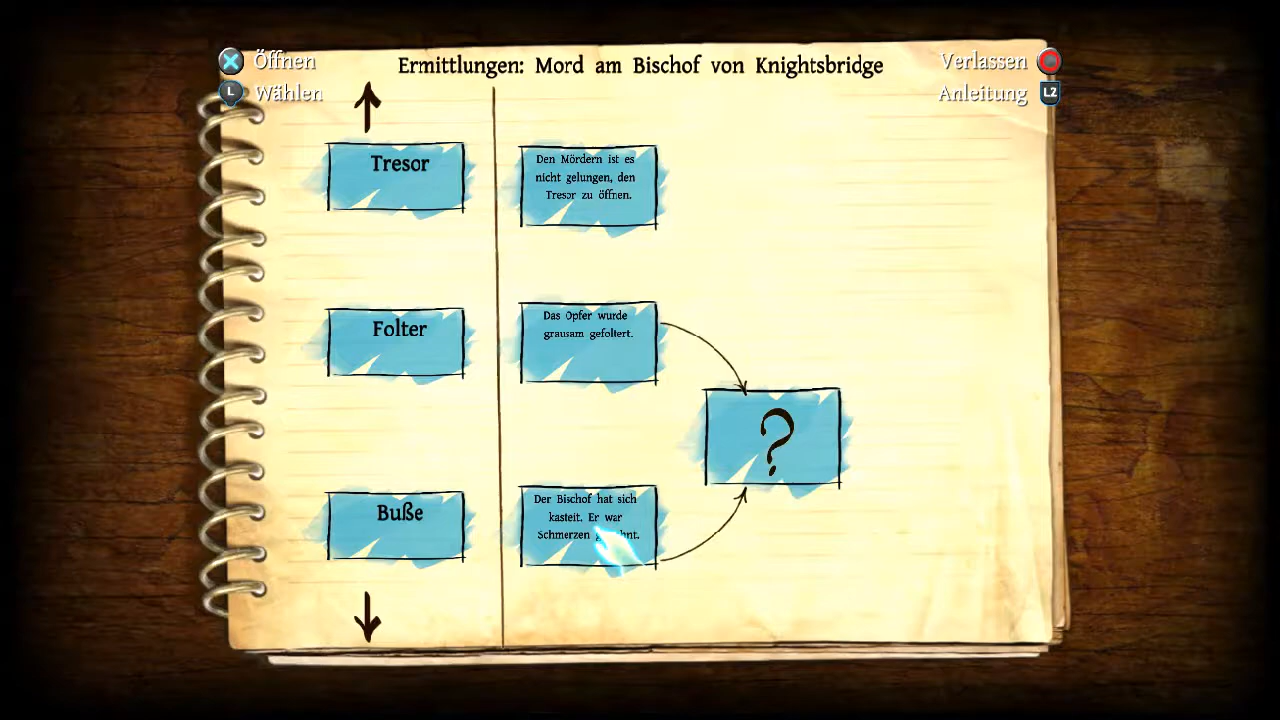 Öffnen
Wählen
Ermittlungen: Mord am Bischof von Knightsbridge
Verlassen
Anleitung
L
L2
Tresor
Den Mördern ist es
nicht gelungen, den
Tresor zu öffnen.
Folter
Das Opfer wurde
grausam gefoltert.
?
Buße
Der Bischof hat sich
kasteit. Er war
Schmerzen